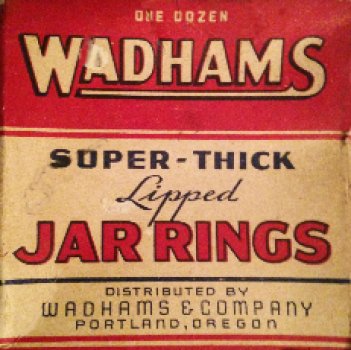 ONE DOZEN
WADHAMS
SUPER-THICK
Lipped
JAR RINGS
DISTRIBUTED BY
WADHAMS & COMPANY
PORTLAND, OREGON